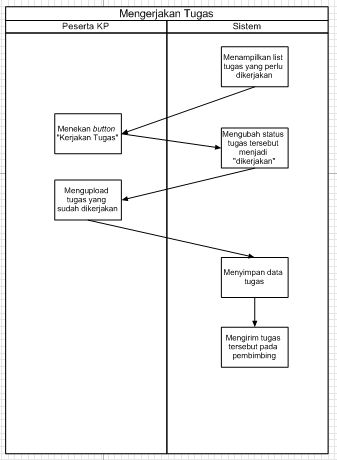 Mengerjakan Tugas
Peserta KP
Sistem
Menampilkan list
tugas yang perlu
dikerjakan
Menekan button
"Kerjakan Tugas"
Mengubah status
tugas tersebut
menjadi
"dikerjakan"
Mengupload
tugas yang
sudah dikerjakan
Menyimpan data
tugas
Mengirim tugas
tersebut pada
pembimbing